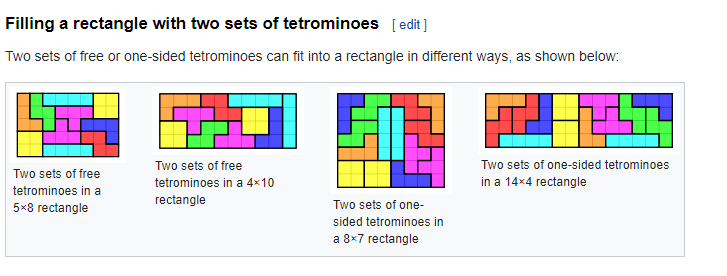 Filling a rectangle with two sets of tetrominoes [ edit ]
Two sets of free or one-sided tetrominoes can fit into a rectangle in different ways, as shown below:
Two sets of free
tetrominoes in a
5×8 rectangle
Two sets of free
tetrominoes in a 4×10
rectangle
Two sets of one-
sided tetrominoes in
a 8×7 rectangle
Two sets of one-sided tetrominoes
in a 14×4 rectangle